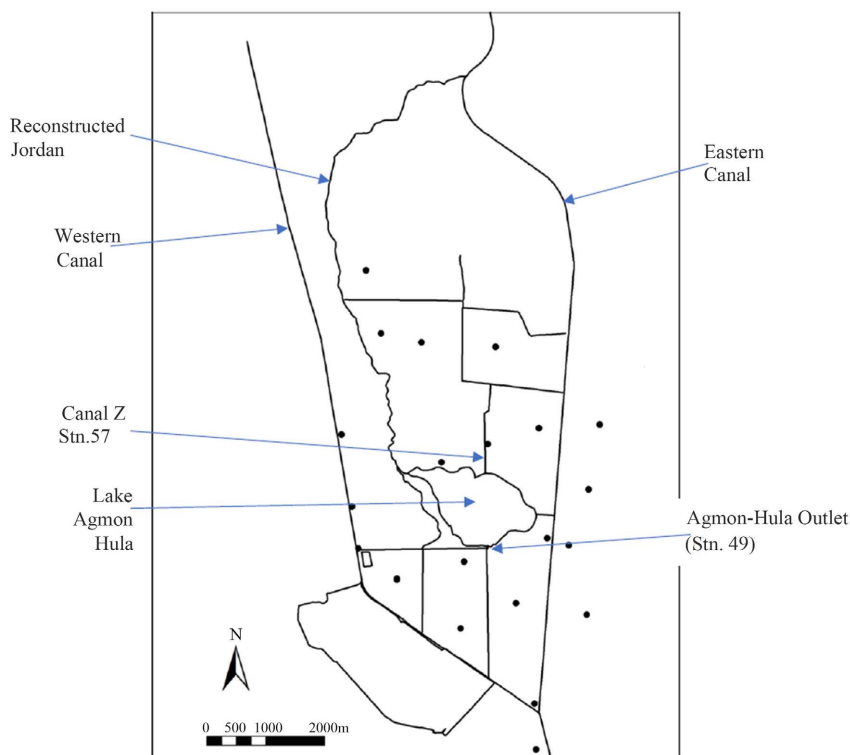 Reconstructed
Jordan
Eastern
Canal
Western
Canal
Canal Z
Stn.57
Lake
Agmon
Hula
Agmon-Hula Outlet
(Stn. 49)
N
0 500 1000 2000m